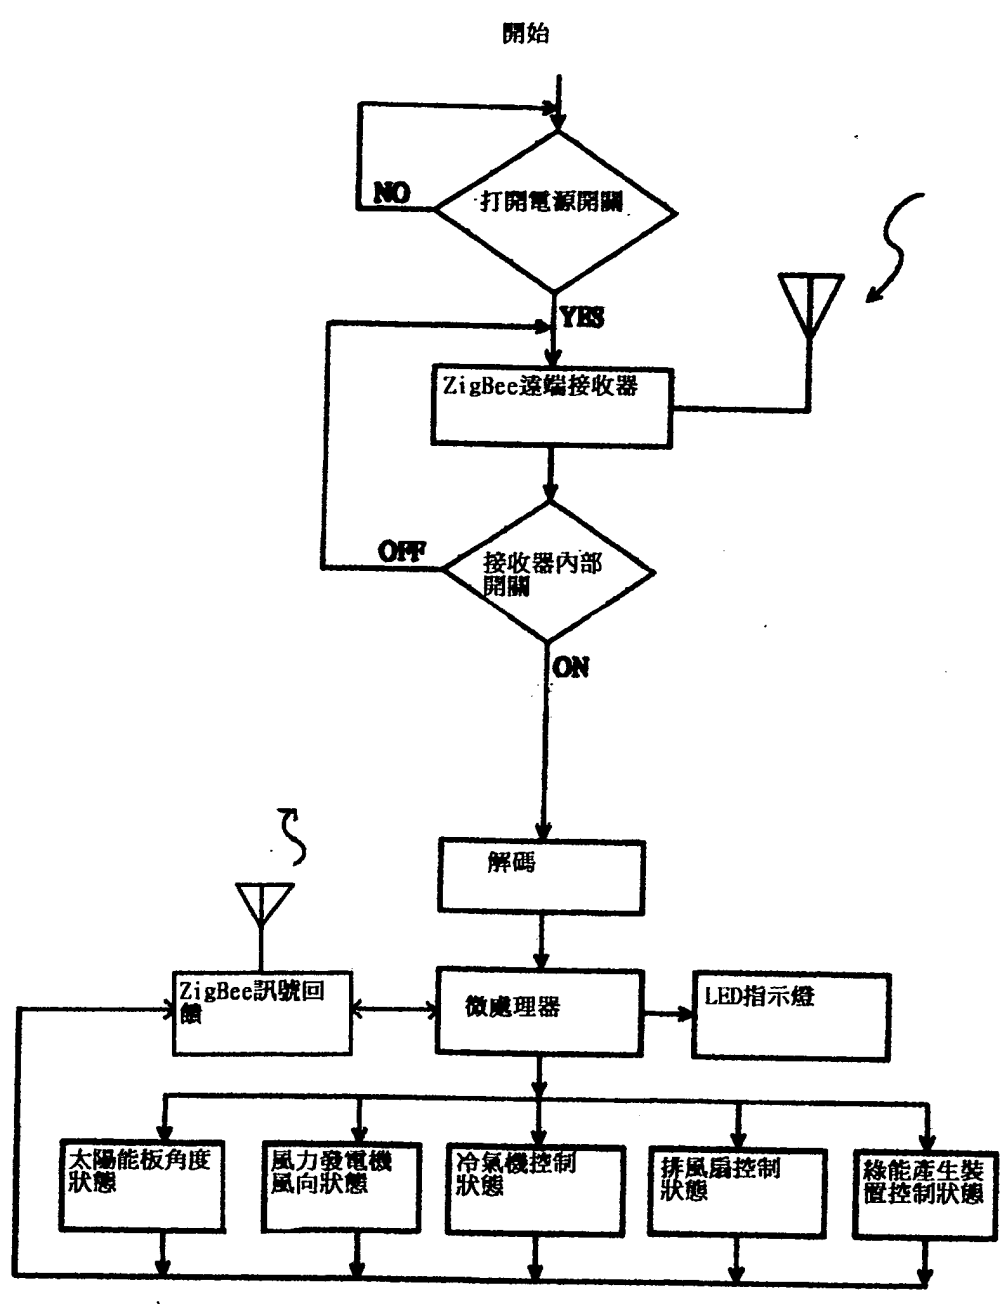 開始
NO
打開電源開關
YES
ZigBee遠端接收器
OFF
接收器內部
開關
ON
解碼
ZigBee訊號回
饋
微處理器
LED指示燈
太陽能板角度
狀態
風力發電機
風向狀態
冷氣機控制
狀態
排風扇控制
狀態
綠能產生裝
置控制狀態